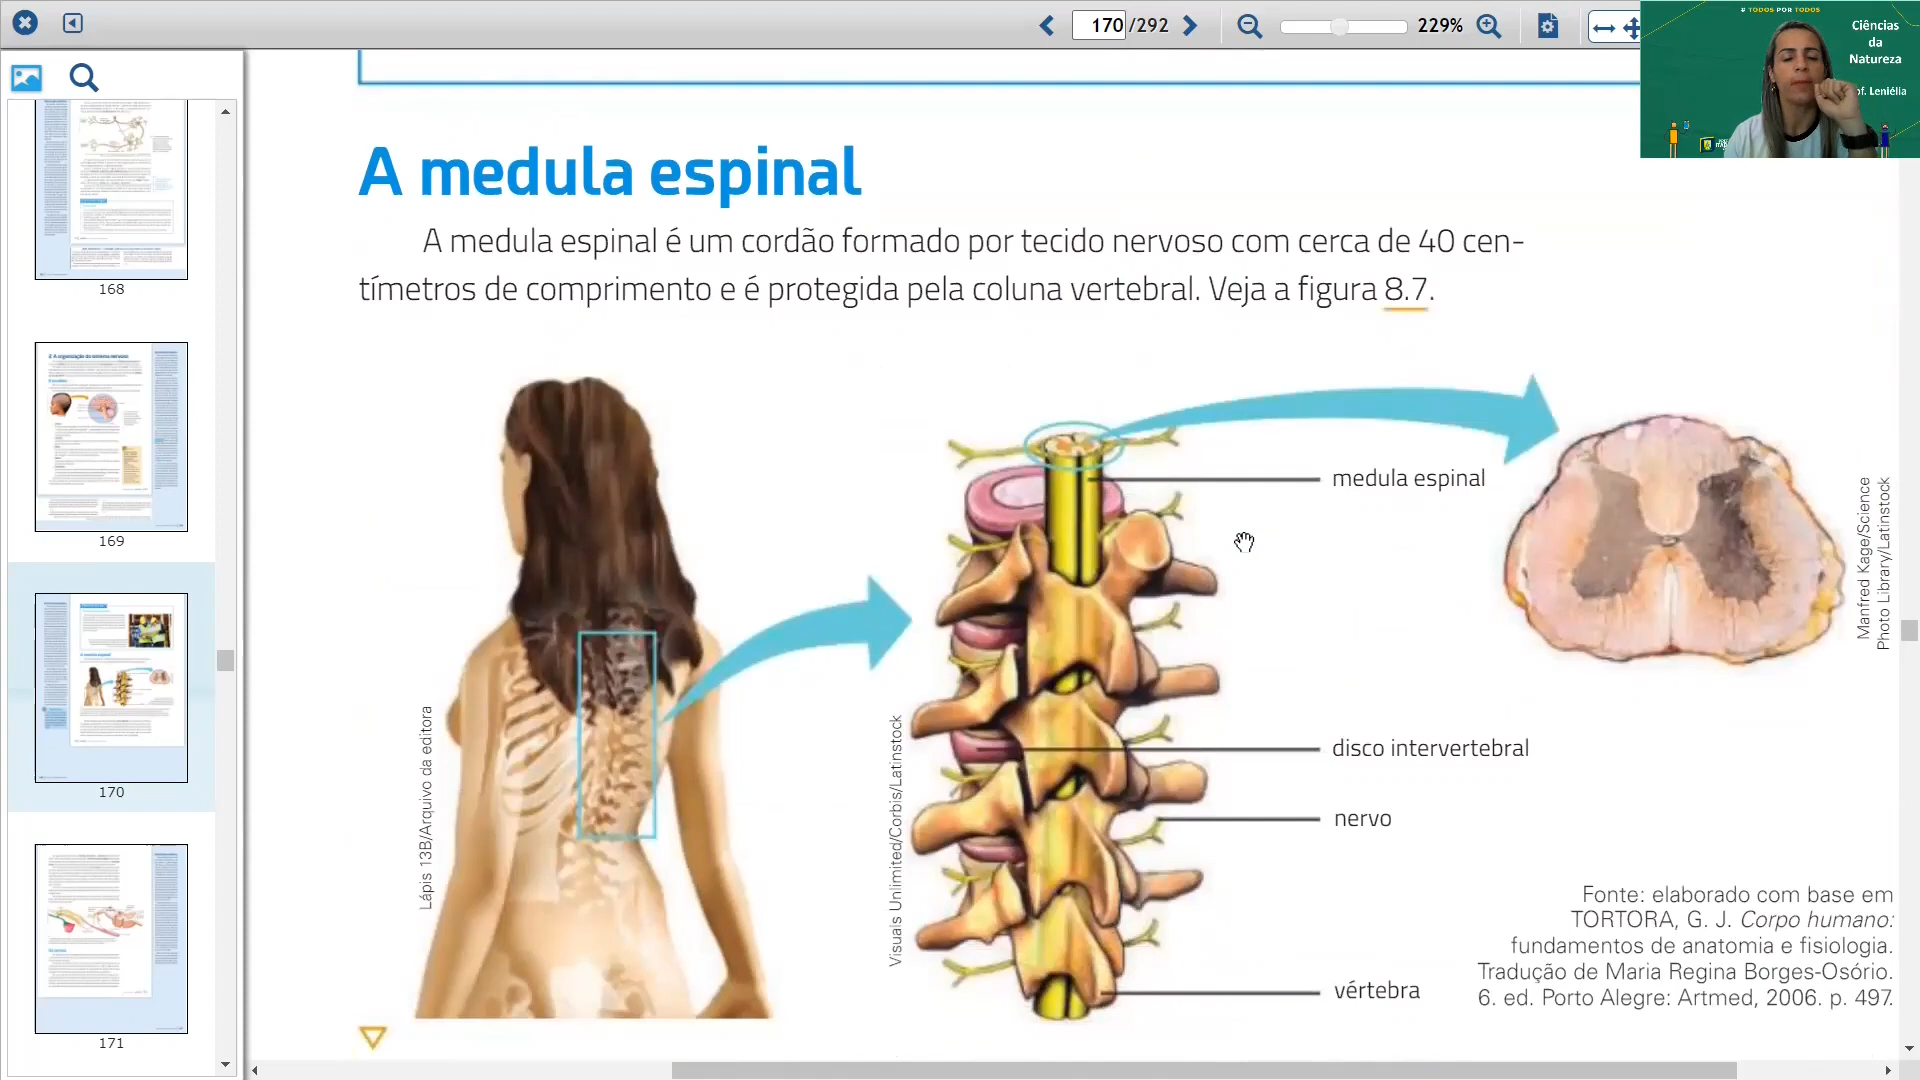 170 /292
229%
# TODOS POR TODOS
Ciências
da
Natureza
of. Leniélia
168
169
170
171
A medula espinal
A medula espinal é um cordão formado por tecido nervoso com cerca de 40 cen-
tímetros de comprimento e é protegida pela coluna vertebral. Veja a figura 8.7.
medula espinal
disco intervertebral
nervo
vértebra
Lápis 13B/Arquivo da editora
Visuals Unlimited/Corbis/Latinstock
Manfred Kage/Science
Photo Library/Latinstock
Fonte: elaborado com base em
TORTORA, G. J. Corpo humano:
fundamentos de anatomia e fisiologia.
Tradução de Maria Regina Borges-Osório.
6. ed. Porto Alegre: Artmed, 2006. p. 497.